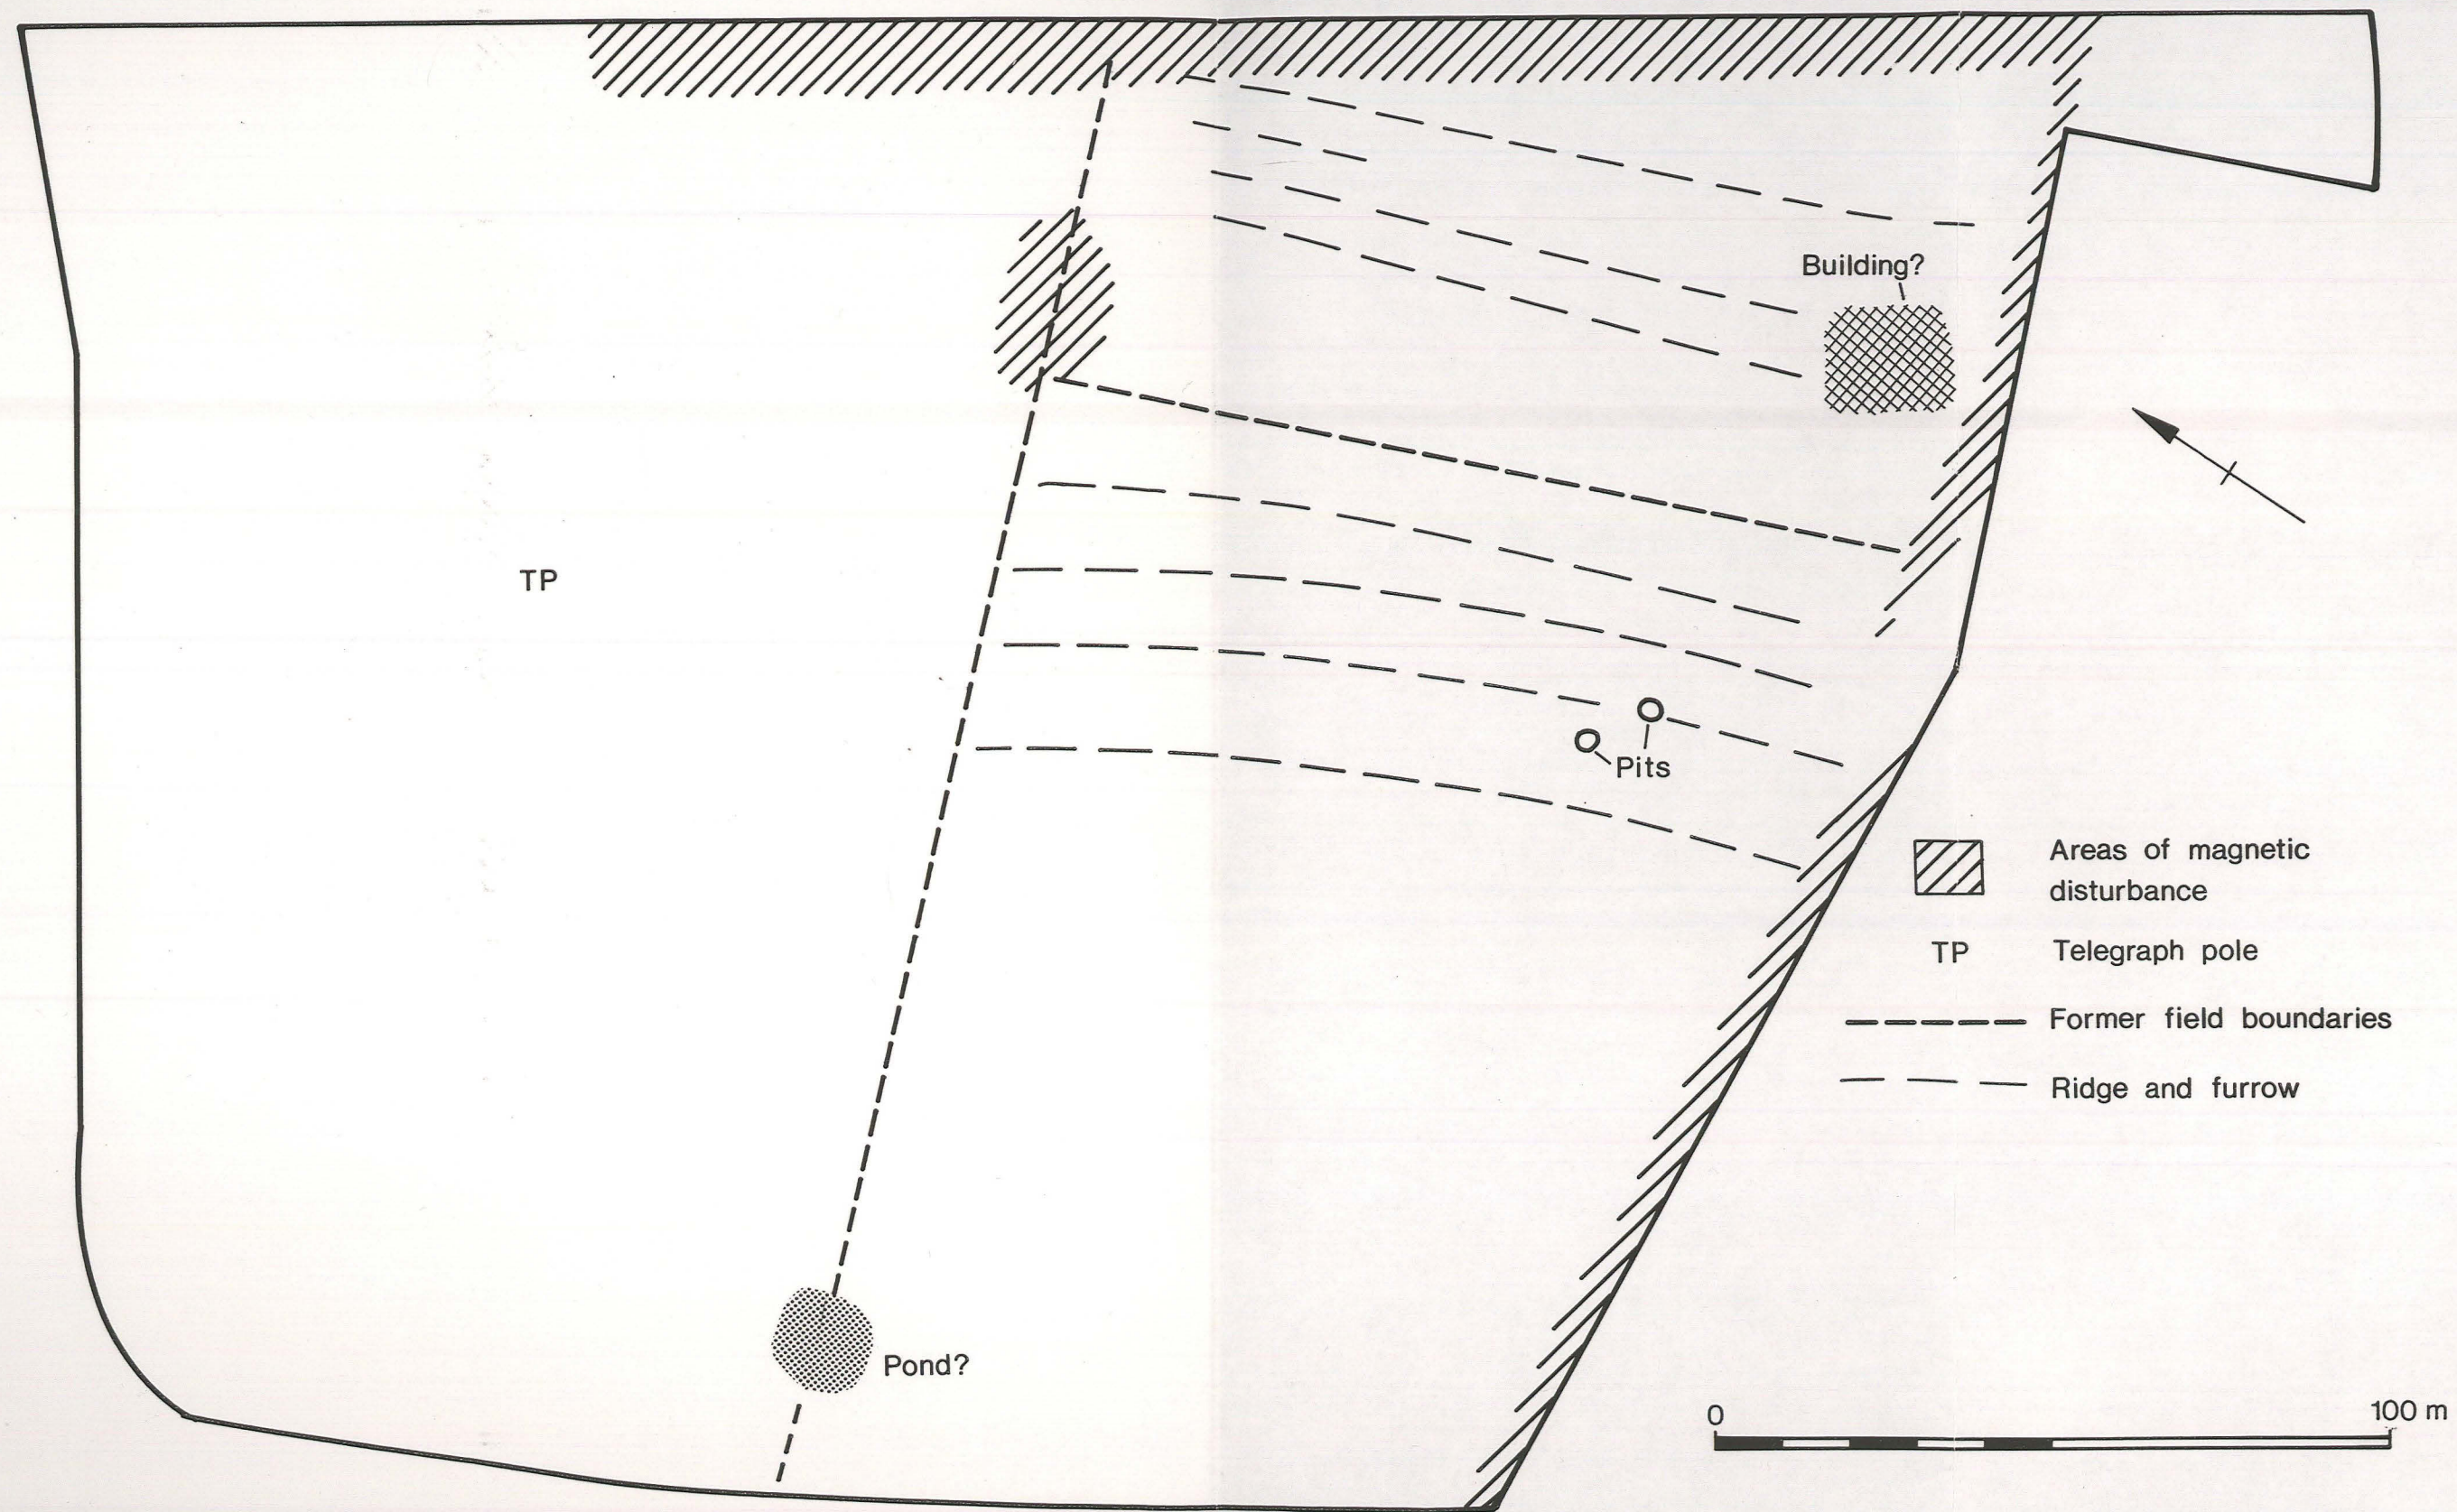 Building?
TP
Pits
Areas of magnetic
disturbance
TP Telegraph pole
Former field boundaries
Ridge and furrow
Pond?
0 100 m